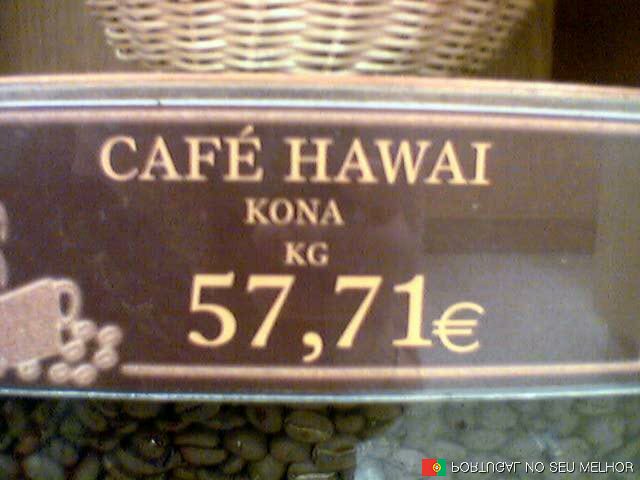 CAFÉ HAWAI
KONA
KG
57,71€
PORTUGAL NO SEU MELHOR